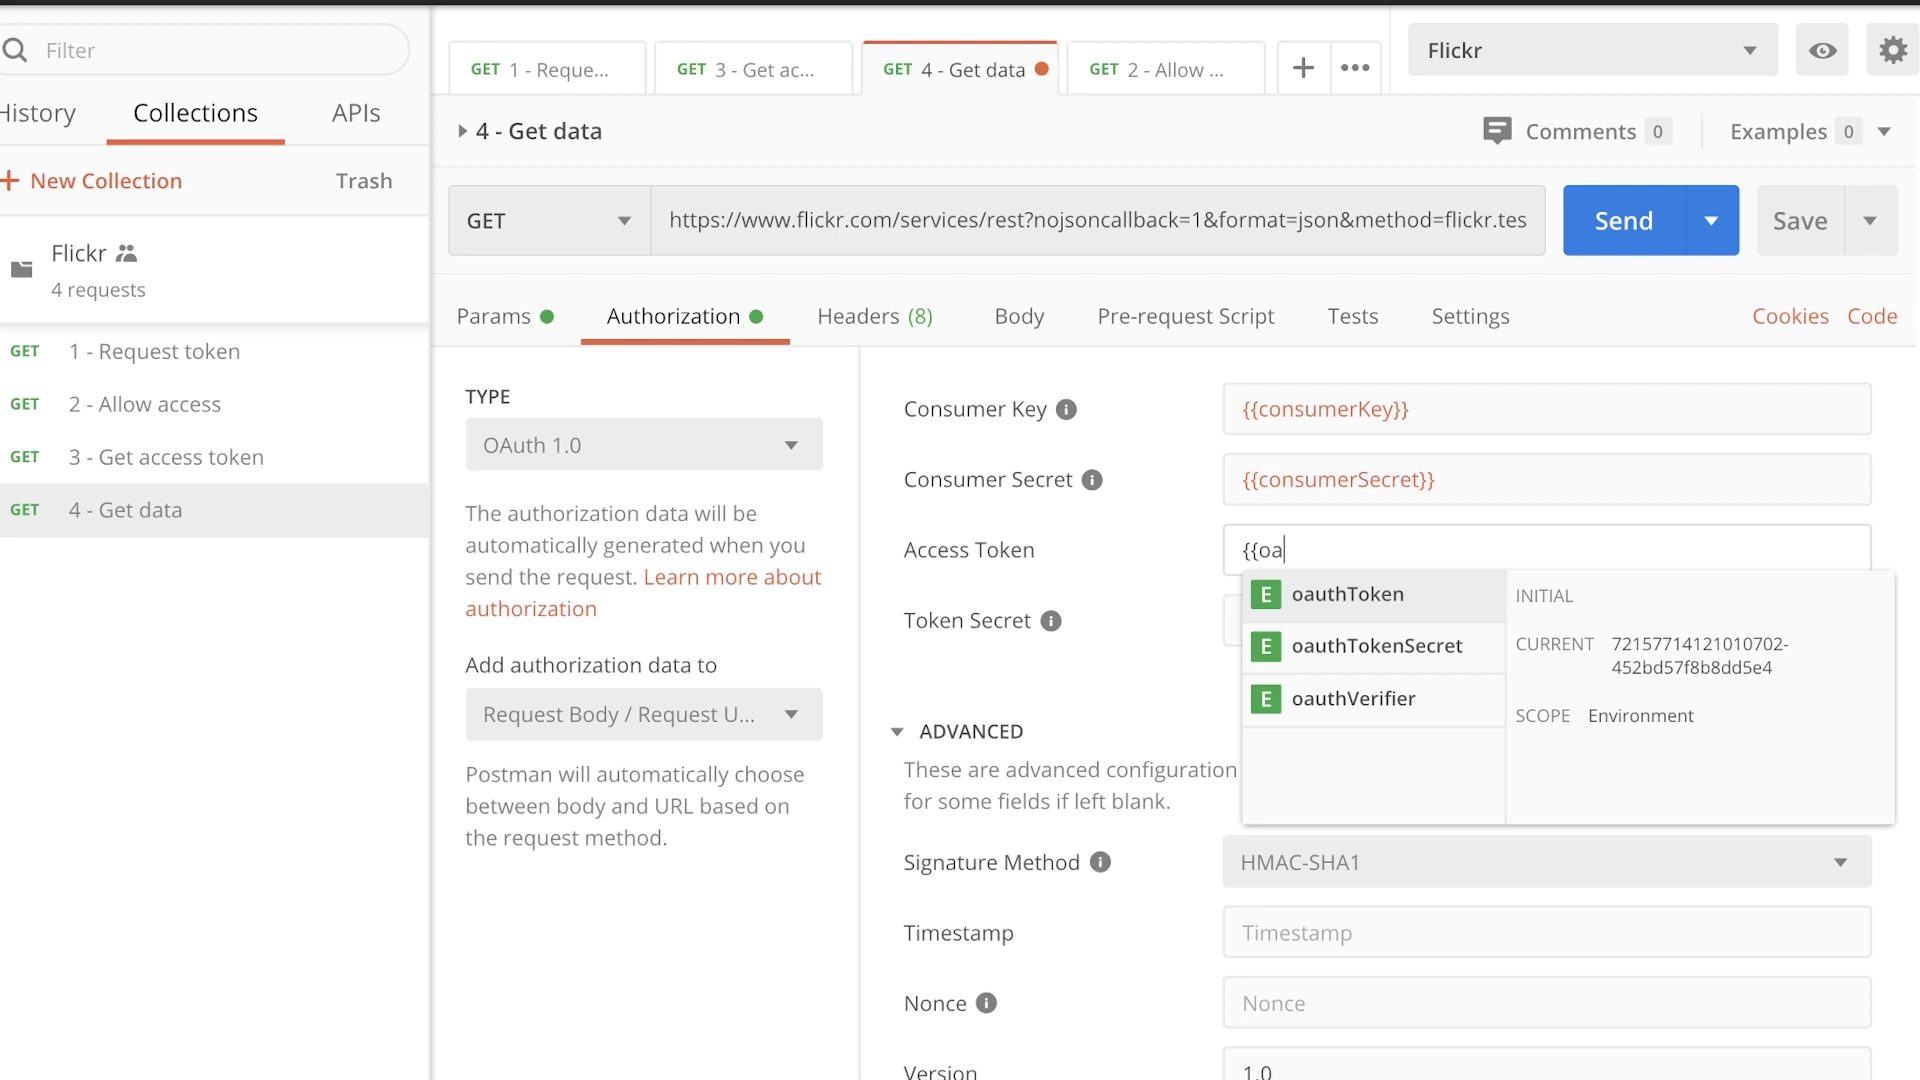 Filter
History
Collections
APIs
New Collection
Trash
Flickr
4 requests
GET 1 - Request token
GET 2 - Allow access
GET 3 - Get access token
GET 4 - Get data
GET 1 - Reque...
GET 3 - Get ac...
GET 4 - Get data
GET 2 - Allow ...
Flickr
4 - Get data
Comments 0
Examples 0
GET
https://www.flickr.com/services/rest?nojsoncallback=1&format=json&method=flickr.tes
Send
Save
Params
Authorization
Headers (8)
Body
Pre-request Script
Tests
Settings
Cookies
Code
TYPE
OAuth 1.0
The authorization data will be
automatically generated when you
send the request. Learn more about
authorization
Add authorization data to
Request Body / Request U...
Postman will automatically choose
between body and URL based on
the request method.
Consumer Key
{{consumerKey}}
Consumer Secret
{{consumerSecret}}
Access Token
{{oa
Token Secret
E oauthToken
E oauthTokenSecret
E oauthVerifier
INITIAL
CURRENT 72157714121010702-
452bd57f8b8dd5e4
SCOPE Environment
ADVANCED
These are advanced configuration
for some fields if left blank.
Signature Method
HMAC-SHA1
Timestamp
Timestamp
Nonce
Nonce
Version
1.0